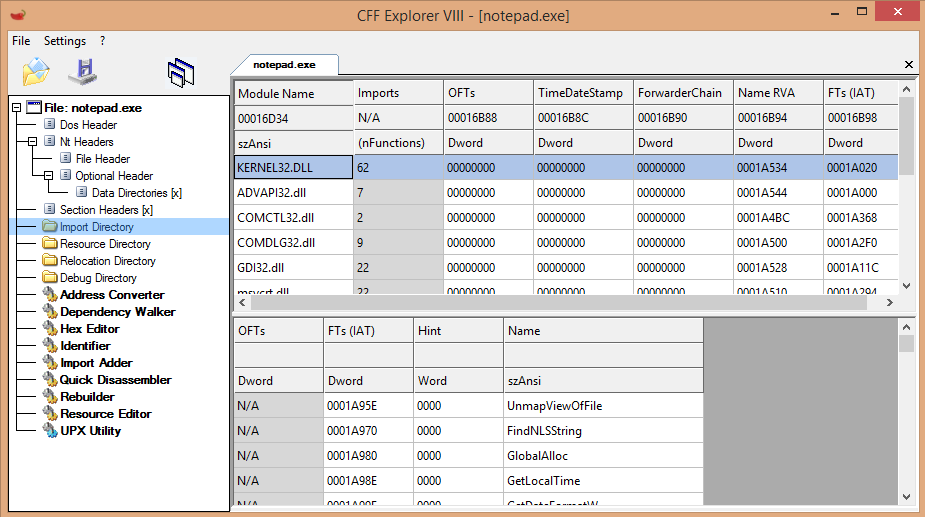 CFF Explorer VIII - [notepad.exe]
File Settings ?
notepad.exe
File: notepad.exe
Dos Header
Nt Headers
File Header
Optional Header
Data Directories [x]
Section Headers [x]
Import Directory
Resource Directory
Relocation Directory
Debug Directory
Address Converter
Dependency Walker
Hex Editor
Identifier
Import Adder
Quick Disassembler
Rebuilder
Resource Editor
UPX Utility
Module Name Imports OFTs TimeDateStamp ForwarderChain Name RVA FTs (IAT)
00016D34 N/A 00016B88 00016B8C 00016B90 00016B94 00016B98
szAnsi (nFunctions) Dword Dword Dword Dword Dword
KERNEL32.DLL 62 00000000 00000000 00000000 0001A534 0001A020
ADVAPI32.dll 7 00000000 00000000 00000000 0001A544 0001A000
COMCTL32.dll 2 00000000 00000000 00000000 0001A4BC 0001A368
COMDLG32.dll 9 00000000 00000000 00000000 0001A500 0001A2F0
GDI32.dll 22 00000000 00000000 00000000 0001A528 0001A11C
msvcrt.dll 22 00000000 00000000 00000000 0001A510 0001A294
OFTs FTs (IAT) Hint Name
Dword Dword Word szAnsi
N/A 0001A95E 0000 UnmapViewOfFile
N/A 0001A970 0000 FindNLSString
N/A 0001A980 0000 GlobalAlloc
N/A 0001A98E 0000 GetLocalTime
N/A 0001A99E 0000 GetDateFormatW